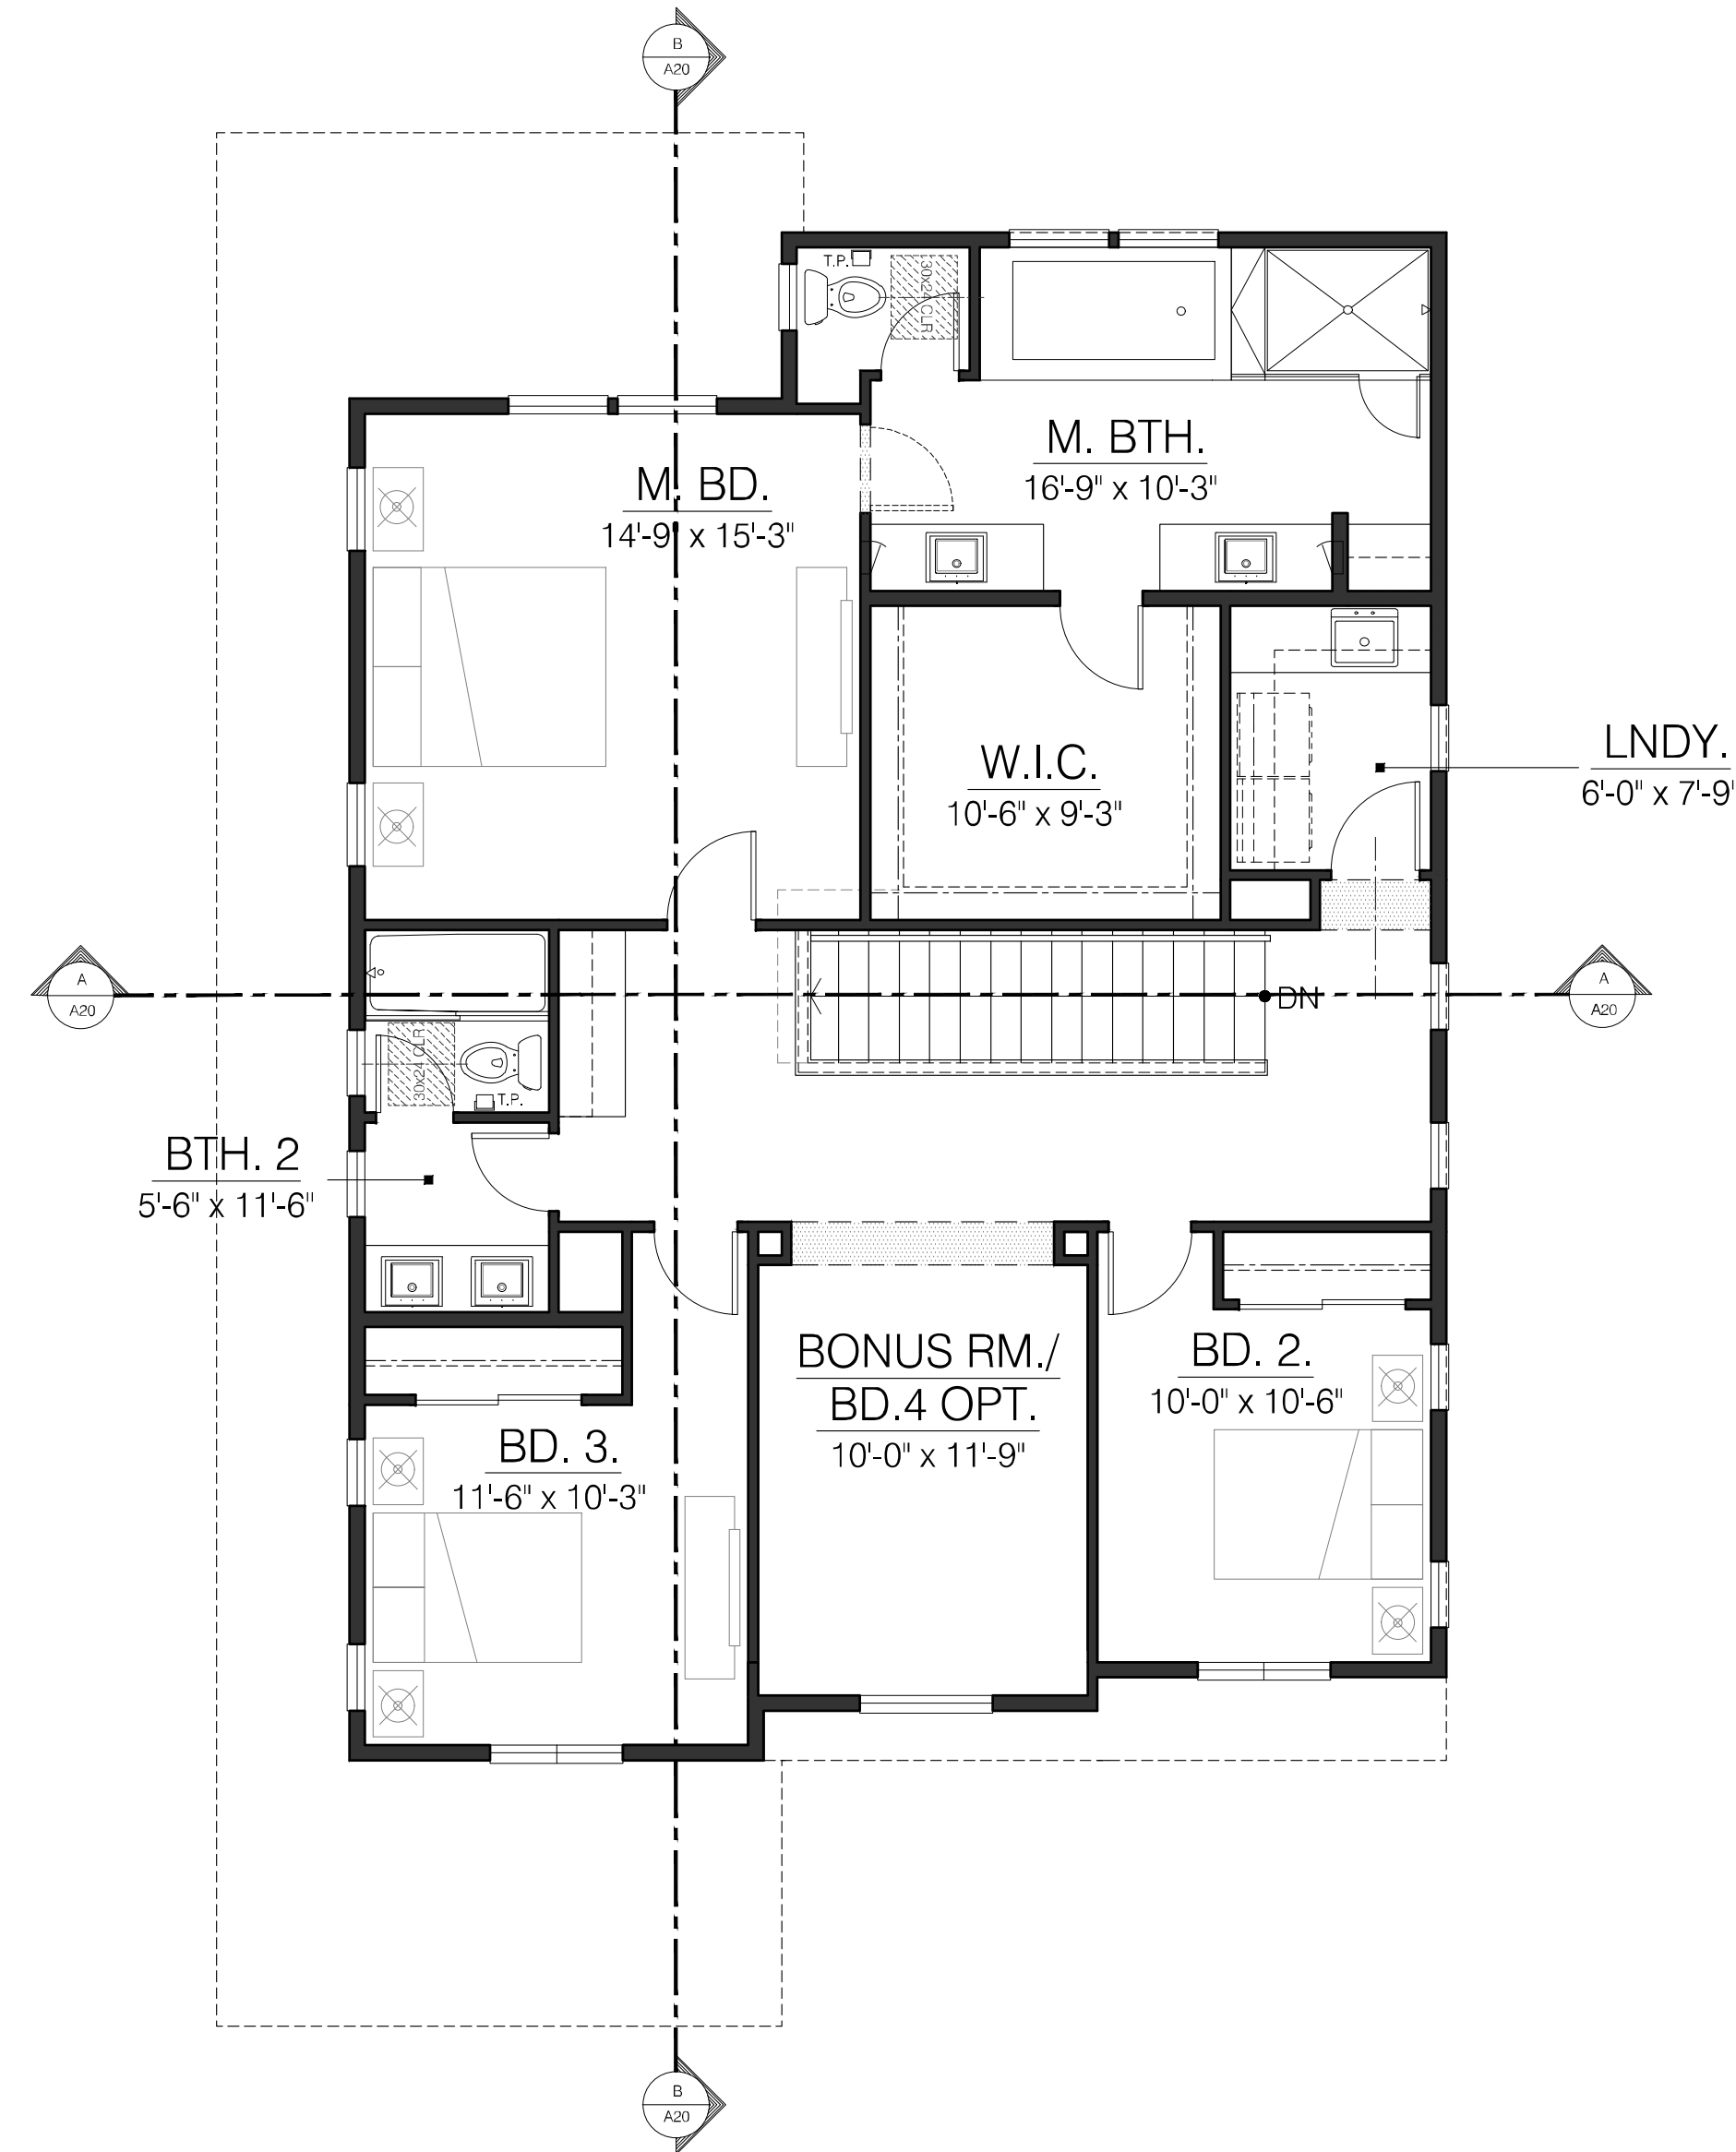 B
A20
T.P.
30x24 CLR
M. BTH.
16'-9" x 10'-3"
M. BD.
14'-9" x 15'-3"
W.I.C.
10'-6" x 9'-3"
LNDY.
6'-0" x 7'-9"
A
A20
DN
A
A20
30x24 CLR
T.P.
BTH. 2
5'-6" x 11'-6"
BONUS RM./
BD.4 OPT.
10'-0" x 11'-9"
BD. 2.
10'-0" x 10'-6"
BD. 3.
11'-6" x 10'-3"
B
A20